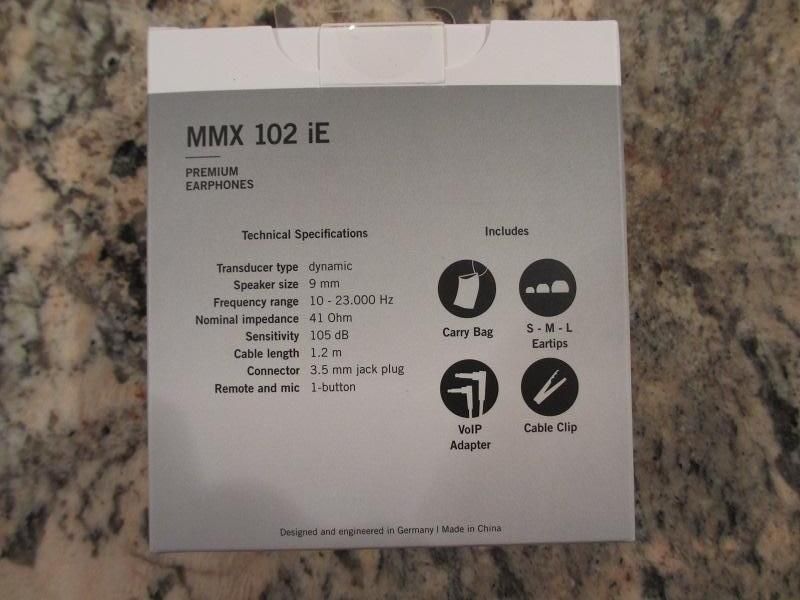 MMX 102 iE
PREMIUM
EARPHONES
Technical Specifications
Transducer type dynamic
Speaker size 9 mm
Frequency range 10 - 23.000 Hz
Nominal impedance 41 Ohm
Sensitivity 105 dB
Cable length 1.2 m
Connector 3.5 mm jack plug
Remote and mic 1-button
Includes
Carry Bag
S - M - L
Eartips
VoIP
Adapter
Cable Clip
Designed and engineered in Germany | Made in China